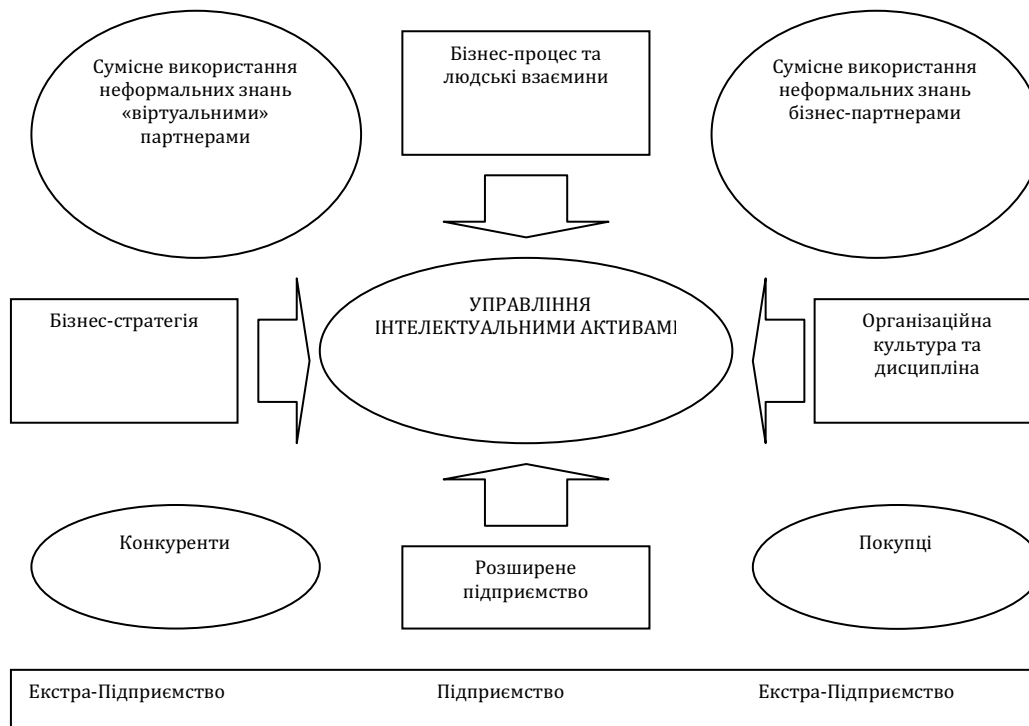 Сумісне використання
неформальних знань
«віртуальними»
партнерами
Бізнес-процес та
людські взаємини
Сумісне використання
неформальних знань
бізнес-партнерами
Бізнес-стратегія
УПРАВЛІННЯ
ІНТЕЛЕКТУАЛЬНИМИ АКТИВАМИ
Організаційна
культура та
дисципліна
Конкуренти
Розширене
підприємство
Покупці
Екстра-Підприємство Підприємство Екстра-Підприємство